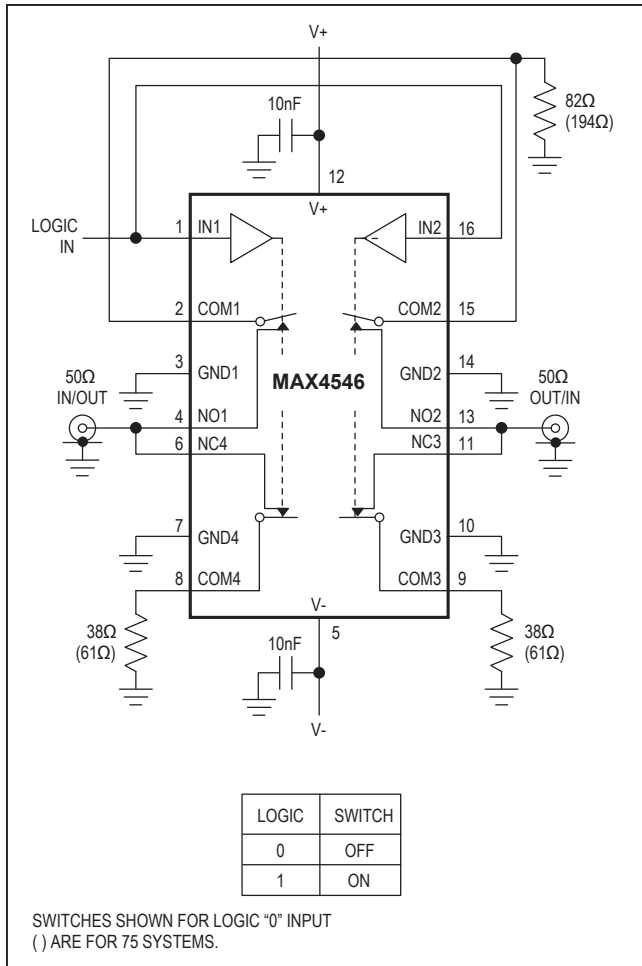 V+
10nF
82Ω
(194Ω)
12
V+
LOGIC
IN
1 IN1
IN2 16
2 COM1
COM2 15
3 GND1
MAX4546
GND2 14
50Ω
IN/OUT
50Ω
OUT/IN
4 NO1
NO2 13
6 NC4
NC3 11
7 GND4
GND3 10
8 COM4
COM3 9
V-
5
38Ω
(61Ω)
10nF
38Ω
(61Ω)
V-
LOGIC SWITCH
0 OFF
1 ON
SWITCHES SHOWN FOR LOGIC “0” INPUT
( ) ARE FOR 75 SYSTEMS.